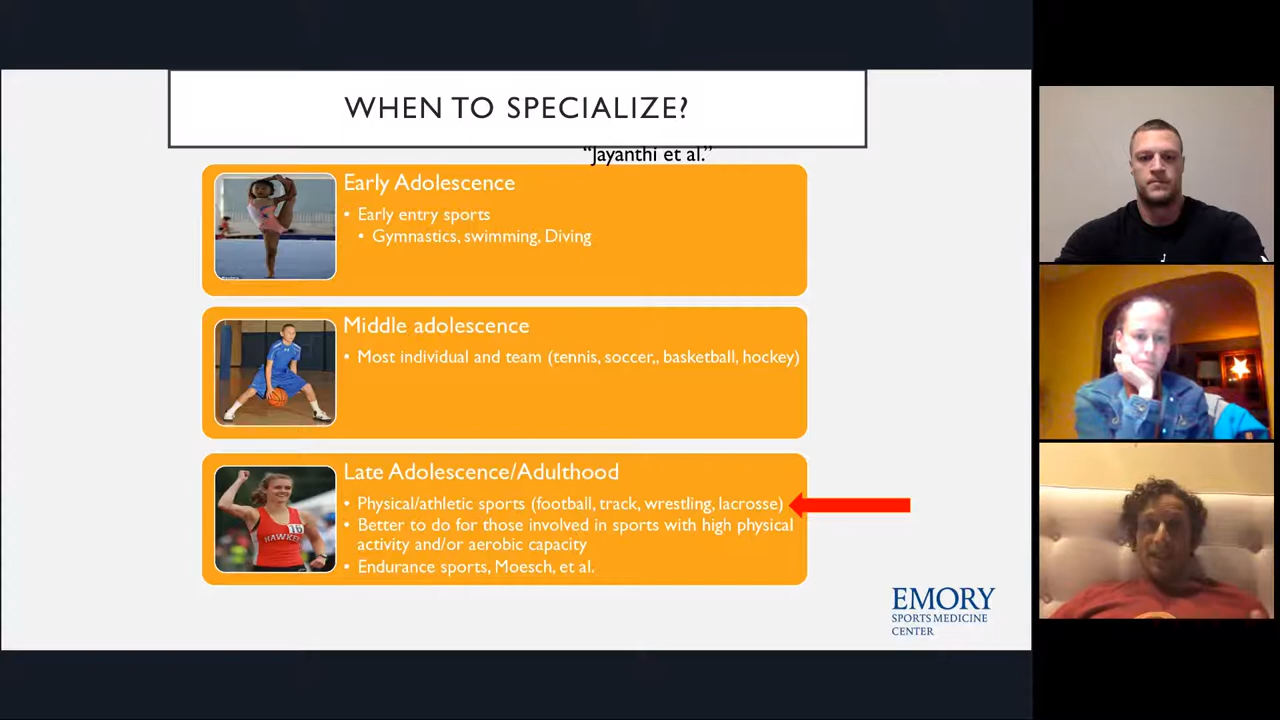 WHEN TO SPECIALIZE?
“Jayanthi et al.”
Early Adolescence
• Early entry sports
• Gymnastics, swimming, Diving
Middle adolescence
• Most individual and team (tennis, soccer,, basketball, hockey)
Late Adolescence/Adulthood
• Physical/athletic sports (football, track, wrestling, lacrosse)
• Better to do for those involved in sports with high physical
activity and/or aerobic capacity
• Endurance sports, Moesch, et al.
16
HAWKEY
EMORY
SPORTS MEDICINE
CENTER